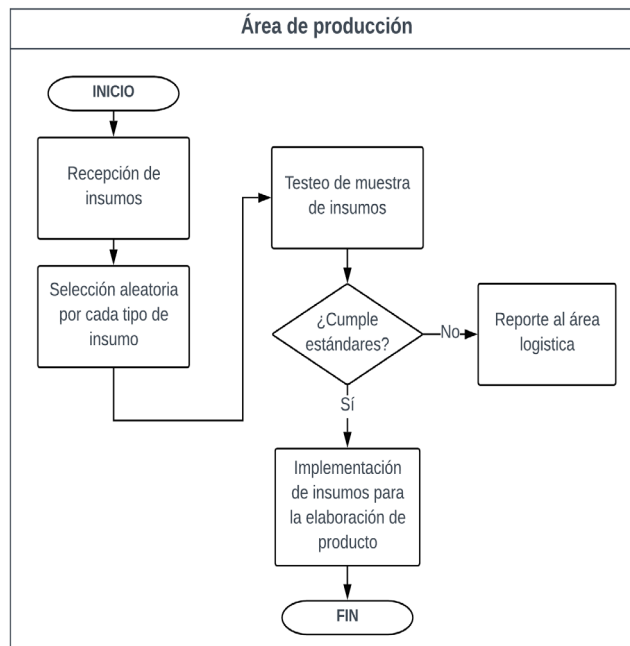 Área de producción
INICIO
Recepción de
insumos
Selección aleatoria
por cada tipo de
insumo
Testeo de muestra
de insumos
¿Cumple
estándares?
No
Reporte al área
logistica
Sí
Implementación
de insumos para
la elaboración de
producto
FIN